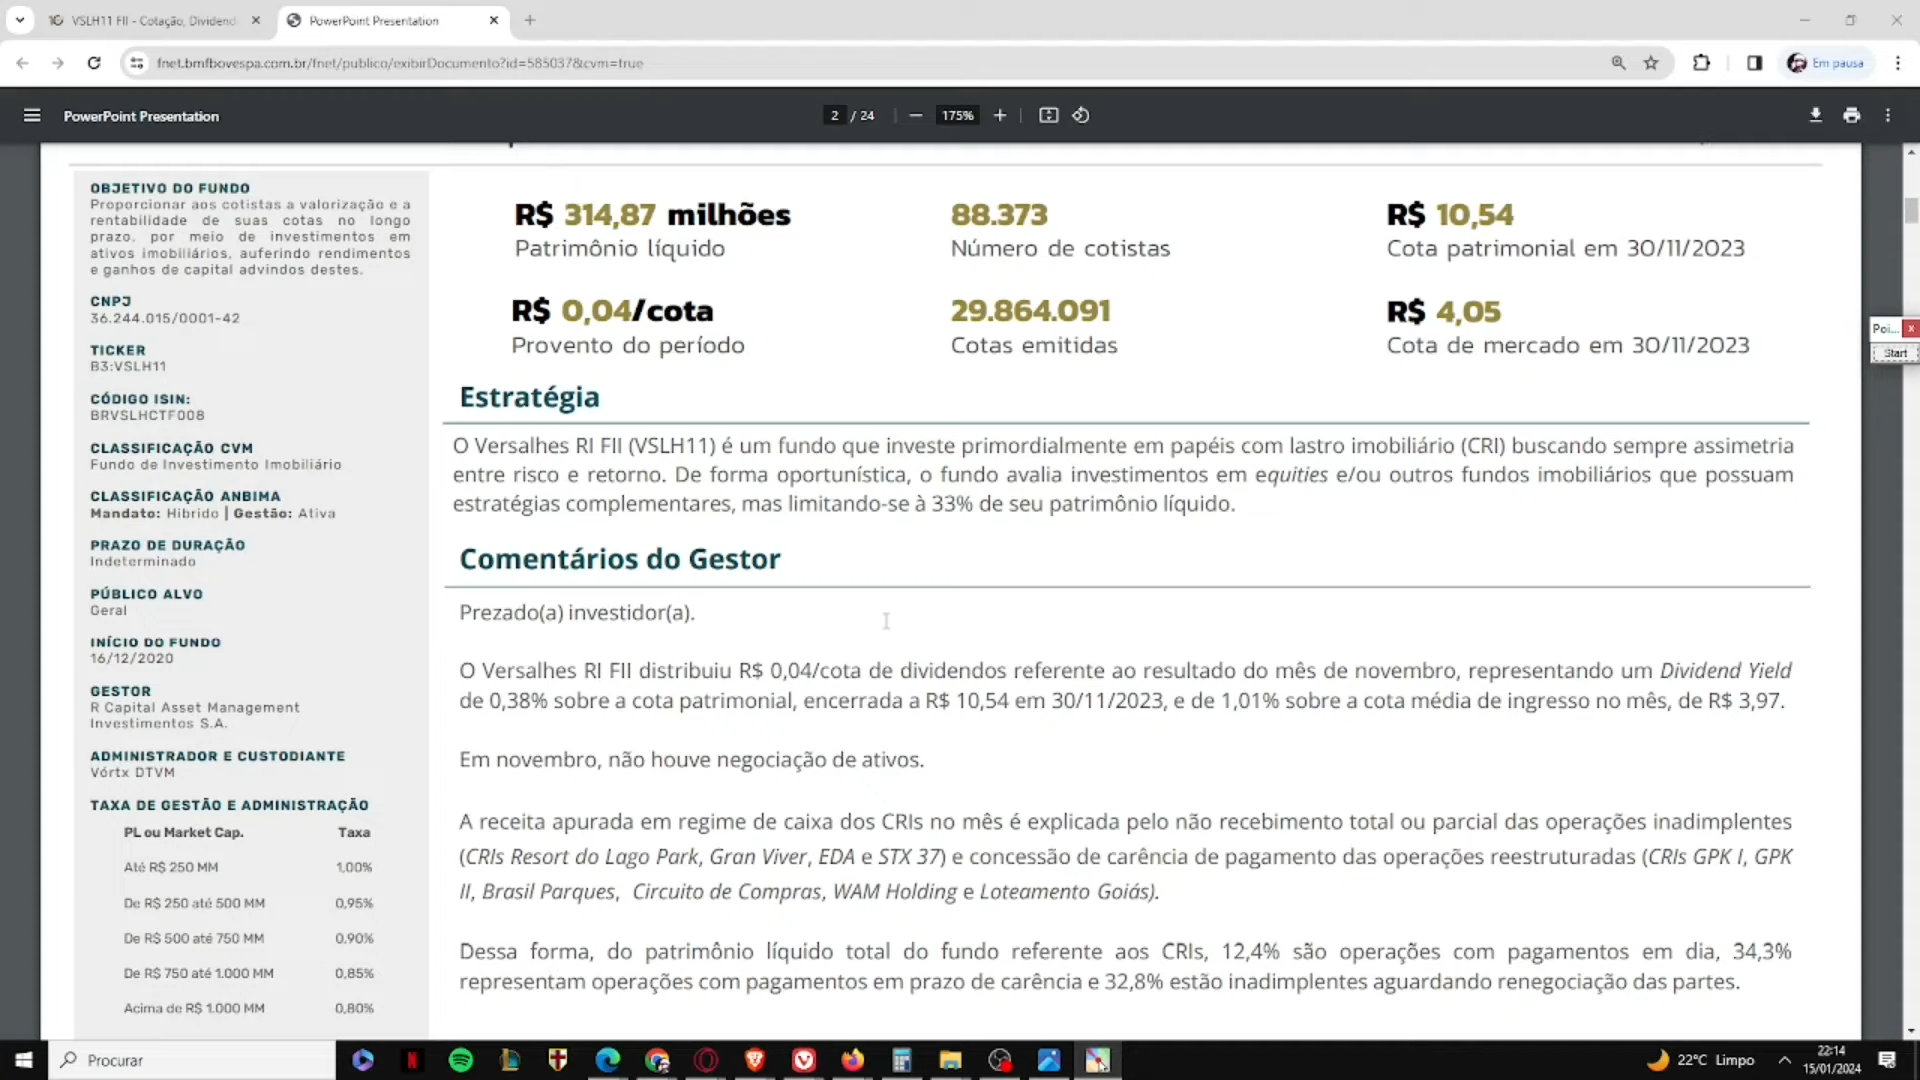 VSLH11 FII - Cotação, Dividend
PowerPoint Presentation
fnet.bmfbovespa.com.br/fnet/publico/exibirDocumento?id=585037&cvm=true
Em pausa
PowerPoint Presentation
2 / 24
175%
OBJETIVO DO FUNDO
Proporcionar aos cotistas a valorização e a
rentabilidade de suas cotas no longo
prazo, por meio de investimentos em
ativos imobiliários, auferindo rendimentos
e ganhos de capital advindos destes.
CNPJ
36.244.015/0001-42
TICKER
B3:VSLH11
CÓDIGO ISIN:
BRVSLHCTF008
CLASSIFICAÇÃO CVM
Fundo de Investimento Imobiliário
CLASSIFICAÇÃO ANBIMA
Mandato: Híbrido | Gestão: Ativa
PRAZO DE DURAÇÃO
Indeterminado
PÚBLICO ALVO
Geral
INÍCIO DO FUNDO
16/12/2020
GESTOR
R Capital Asset Management
Investimentos S.A.
ADMINISTRADOR E CUSTODIANTE
Vórtx DTVM
TAXA DE GESTÃO E ADMINISTRAÇÃO
PL ou Market Cap. Taxa
Até R$ 250 MM 1,00%
De R$ 250 até 500 MM 0,95%
De R$ 500 até 750 MM 0,90%
De R$ 750 até 1.000 MM 0,85%
Acima de R$ 1.000 MM 0,80%
R$ 314,87 milhões
Patrimônio líquido
88.373
Número de cotistas
R$ 10,54
Cota patrimonial em 30/11/2023
R$ 0,04/cota
Provento do período
29.864.091
Cotas emitidas
R$ 4,05
Cota de mercado em 30/11/2023
Estratégia
O Versalhes RI FII (VSLH11) é um fundo que investe primordialmente em papéis com lastro imobiliário (CRI) buscando sempre assimetria
entre risco e retorno. De forma oportunística, o fundo avalia investimentos em equities e/ou outros fundos imobiliários que possuam
estratégias complementares, mas limitando-se à 33% de seu patrimônio líquido.
Comentários do Gestor
Prezado(a) investidor(a).
O Versalhes RI FII distribuiu R$ 0,04/cota de dividendos referente ao resultado do mês de novembro, representando um Dividend Yield
de 0,38% sobre a cota patrimonial, encerrada a R$ 10,54 em 30/11/2023, e de 1,01% sobre a cota média de ingresso no mês, de R$ 3,97.
Em novembro, não houve negociação de ativos.
A receita apurada em regime de caixa dos CRIs no mês é explicada pelo não recebimento total ou parcial das operações inadimplentes
(CRIs Resort do Lago Park, Gran Viver, EDA e STX 37) e concessão de carência de pagamento das operações reestruturadas (CRIs GPK I, GPK
II, Brasil Parques, Circuito de Compras, WAM Holding e Loteamento Goiás).
Dessa forma, do patrimônio líquido total do fundo referente aos CRIs, 12,4% são operações com pagamentos em dia, 34,3%
representam operações com pagamentos em prazo de carência e 32,8% estão inadimplentes aguardando renegociação das partes.
Poi... x
Start
Procurar
22°C Limpo
22:14
15/01/2024